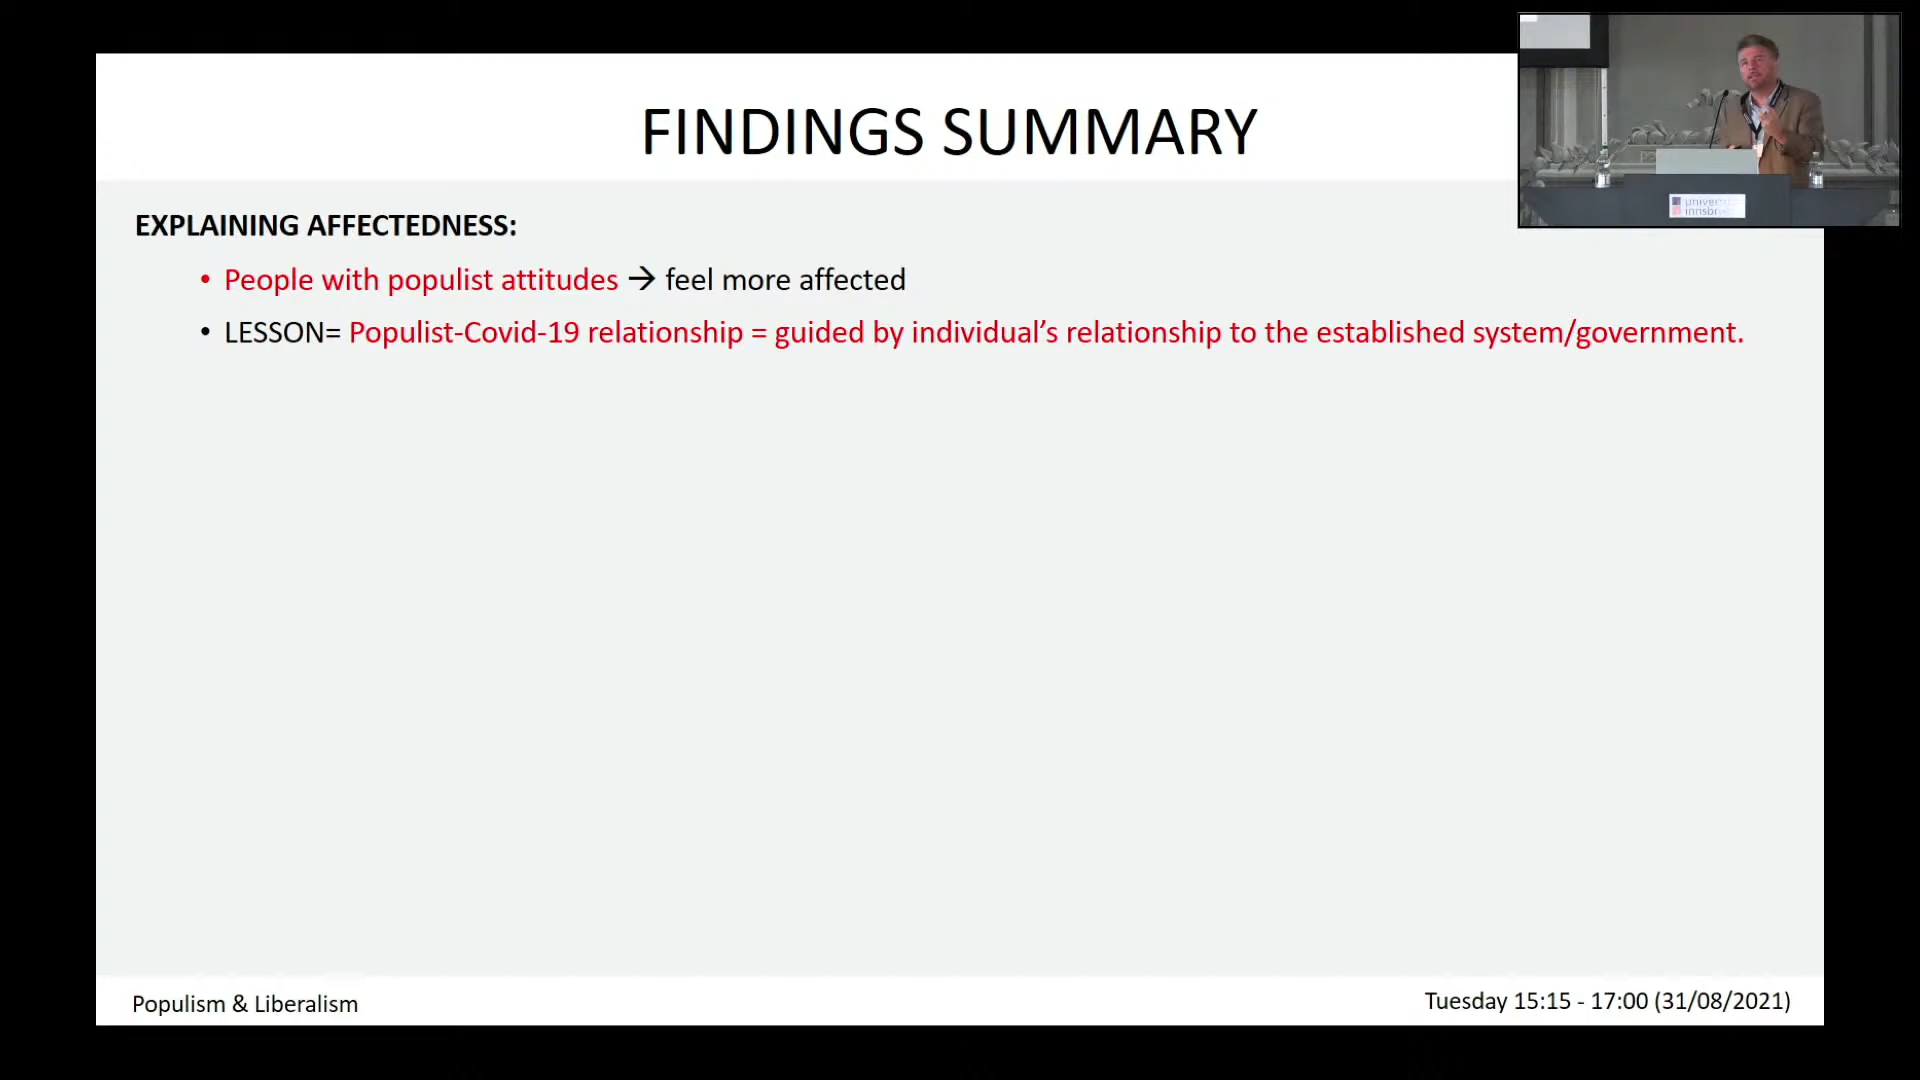 FINDINGS SUMMARY
EXPLAINING AFFECTEDNESS:
• People with populist attitudes → feel more affected
• LESSON= Populist-Covid-19 relationship = guided by individual’s relationship to the established system/government.
Populism & Liberalism
Tuesday 15:15 - 17:00 (31/08/2021)